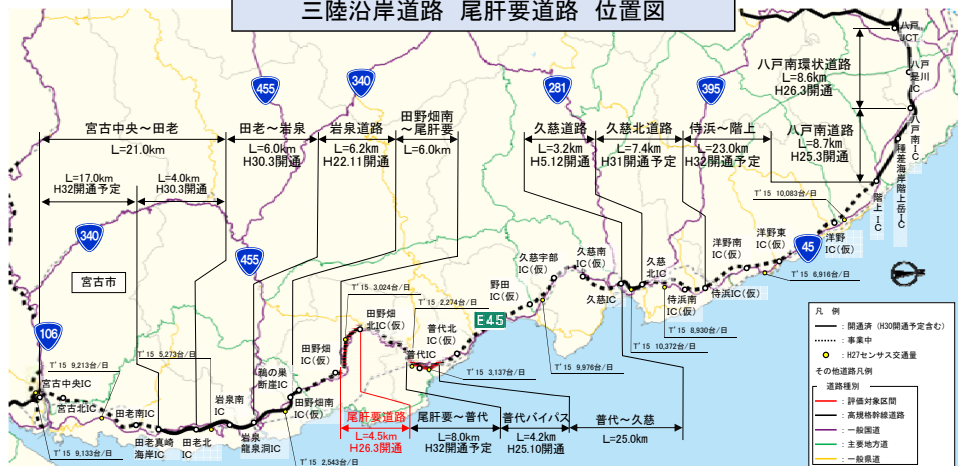 三陸沿岸道路 尾肝要道路 位置図
八戸JCT
八戸是川IC
八戸南環状道路
L=8.6km
H26.3開通
八戸南IC
八戸南道路
L=8.7km
H25.3開通
種差海岸階上岳IC
階上IC
455
340
281
395
宮古中央~田老
L=21.0km
田老~岩泉
L=6.0km
H30.3開通
岩泉道路
L=6.2km
H22.11開通
田野畑南
~尾肝要
L=6.0km
久慈道路
L=3.2km
H5.12開通
久慈北道路
L=7.4km
H31開通予定
侍浜~階上
L=23.0km
H32開通予定
L=17.0km
H32開通予定
L=4.0km
H30.3開通
T'15 10,083台/日
340
455
45
宮古市
106
洋野
IC(仮)
洋野東
IC(仮)
洋野南
IC(仮)
T'15 6,916台/日
久慈南
IC(仮)
久慈宇部
IC(仮)
久慈
北IC
久慈IC
侍浜南
IC(仮)
侍浜IC(仮)
野田
IC(仮)
T'15 3,024台/日
T'15 2,274台/日
田野畑
北IC(仮)
普代北
IC(仮)
E45
T'15 8,930台/日
T'15 10,372台/日
T'15 9,976台/日
T'15 3,137台/日
普代IC
田野畑
IC(仮)
T'15 9,213台/日
T'15 5,273台/日
鵜の巣
断崖IC
宮古中央IC
宮古北IC
田老南IC
田老真崎
海岸IC
田老北
IC
岩泉南
IC
岩泉
龍泉洞IC
田野畑南
IC(仮)
T'15 9,133台/日
T'15 2,543台/日
尾肝要道路
L=4.5km
H26.3開通
尾肝要~普代
L=8.0km
H32開通予定
普代バイパス
L=4.2km
H25.10開通
普代~久慈
L=25.0km
凡 例
:開通済(H30開通予定含む)
:事業中
:H27センサス交通量
その他道路凡例
道路種別
:評価対象区間
:高規格幹線道路
:一般国道
:主要地方道
:一般県道